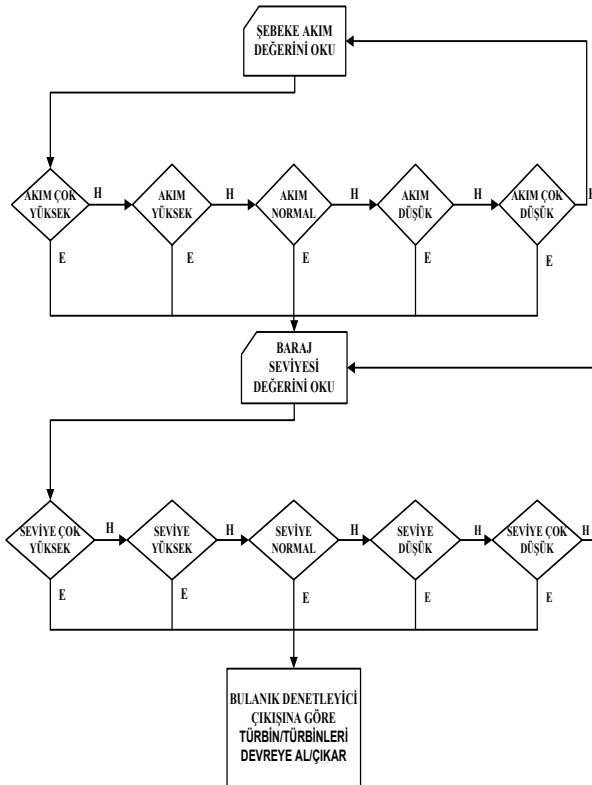 ŞEBEKE AKIM
DEĞERİNİ OKU
AKIM ÇOK
YÜKSEK
H
AKIM
YÜKSEK
H
AKIM
NORMAL
H
AKIM
DÜŞÜK
H
AKIM ÇOK
DÜŞÜK
H
E
E
E
E
E
BARAJ
SEVİYESİ
DEĞERİNİ OKU
SEVİYE ÇOK
YÜKSEK
H
SEVİYE
YÜKSEK
H
SEVİYE
NORMAL
H
SEVİYE
DÜŞÜK
H
SEVİYE ÇOK
DÜŞÜK
H
E
E
E
E
E
BULANIK DENETLEYİCİ
ÇIKIŞINA GÖRE
TÜRBİN/TÜRBİNLERİ
DEVREYE AL/ÇIKAR